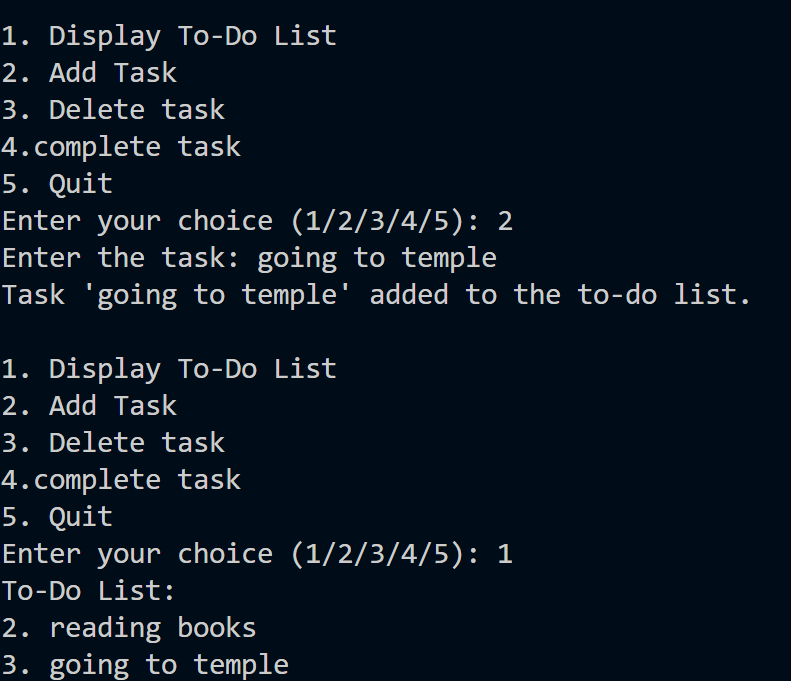 1. Display To-Do List
2. Add Task
3. Delete task
4.complete task
5. Quit
Enter your choice (1/2/3/4/5): 2
Enter the task: going to temple
Task 'going to temple' added to the to-do list.
1. Display To-Do List
2. Add Task
3. Delete task
4.complete task
5. Quit
Enter your choice (1/2/3/4/5): 1
To-Do List:
2. reading books
3. going to temple